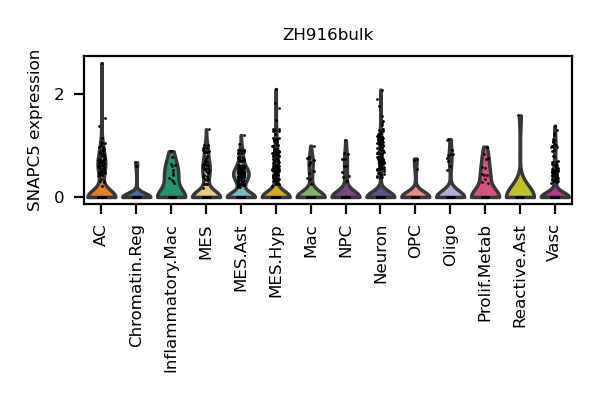 ZH916bulk
SNAPC5 expression
2
0
AC
Chromatin.Reg
Inflammatory.Mac
MES
MES.Ast
MES.Hyp
Mac
NPC
Neuron
OPC
Oligo
Prolif.Metab
Reactive.Ast
Vasc